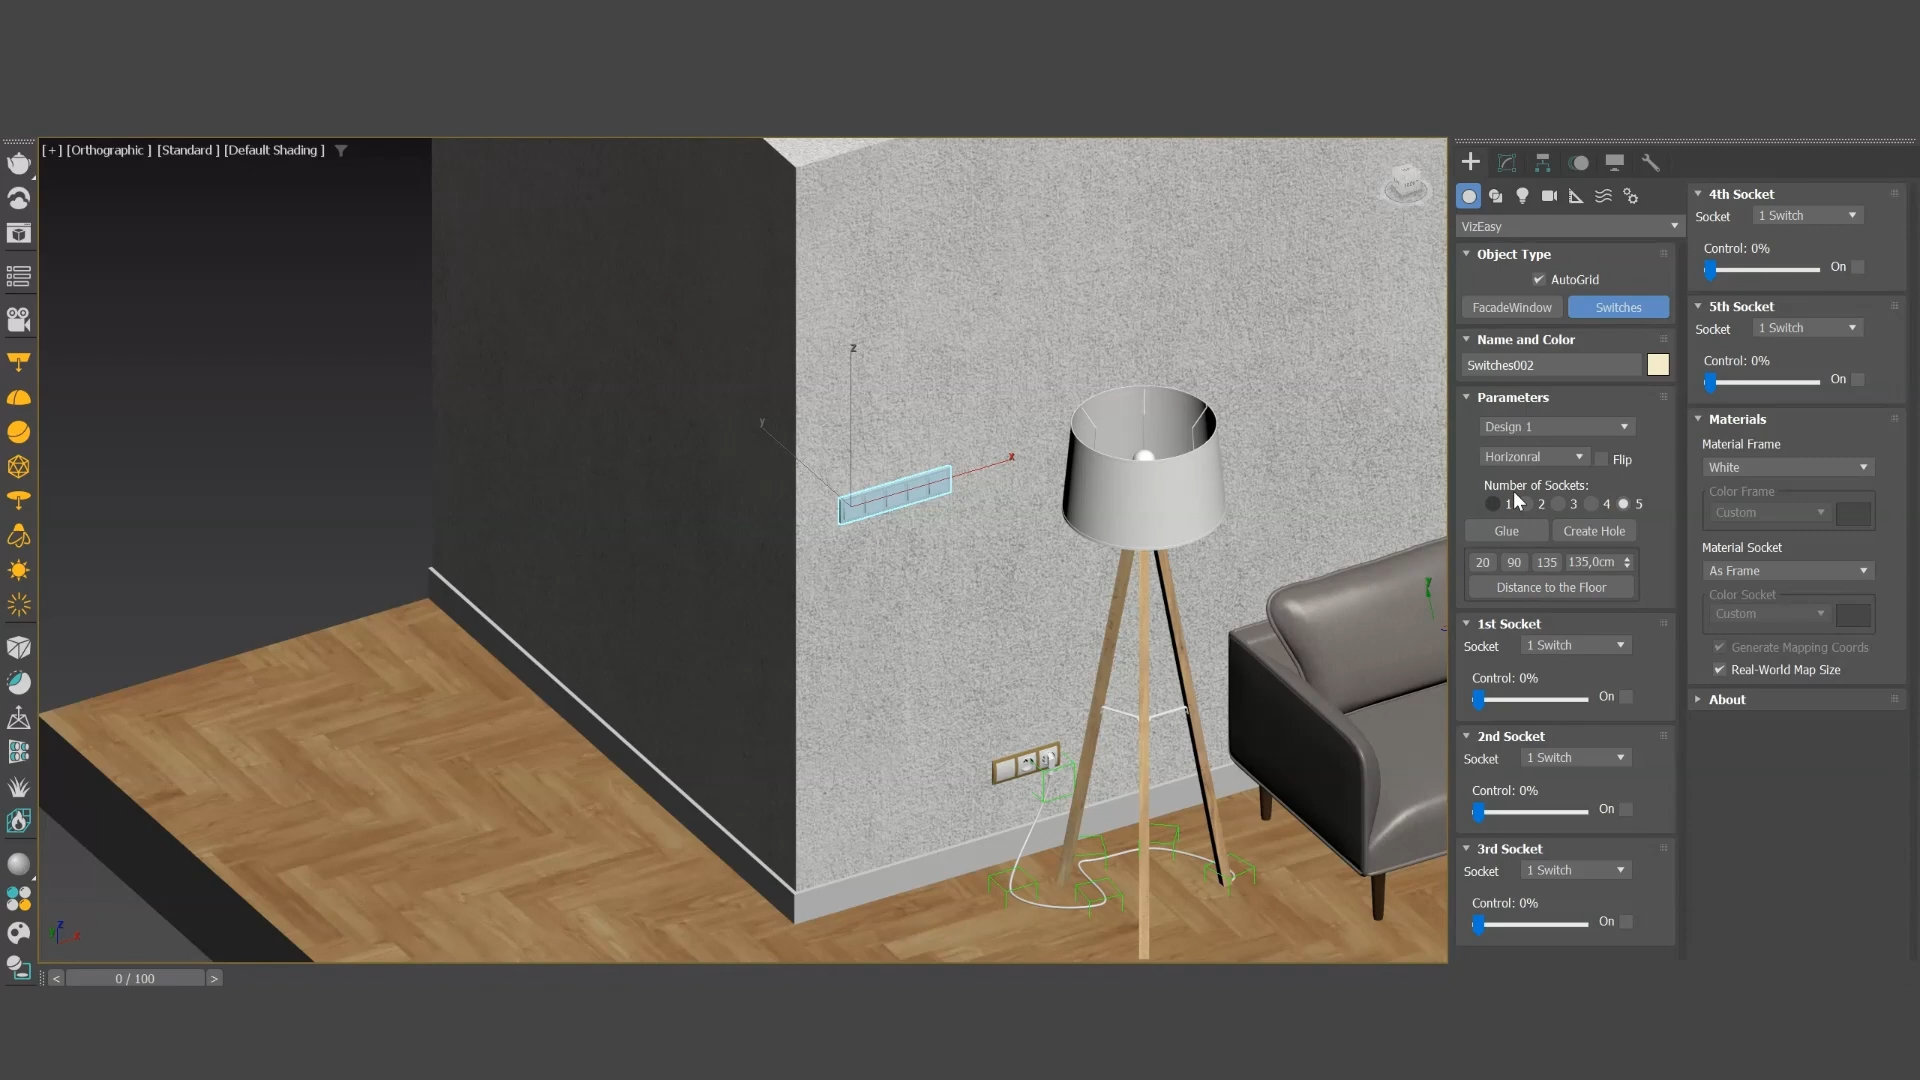 [ + ] [Orthographic ] [Standard ] [Default Shading ]
z
y
x
y
z
x
0 / 100
<
>
VizEasy
Object Type
AutoGrid
FacadeWindow
Switches
Name and Color
Switches002
Parameters
Design 1
Horizonral
Flip
Number of Sockets:
1 2 3 4 5
Glue
Create Hole
20 90 135 135,0cm
Distance to the Floor
1st Socket
Socket 1 Switch
Control: 0%
On
2nd Socket
Socket 1 Switch
Control: 0%
On
3rd Socket
Socket 1 Switch
Control: 0%
On
4th Socket
Socket 1 Switch
Control: 0%
On
5th Socket
Socket 1 Switch
Control: 0%
On
Materials
Material Frame
White
Color Frame
Custom
Material Socket
As Frame
Color Socket
Custom
Generate Mapping Coords
Real-World Map Size
About